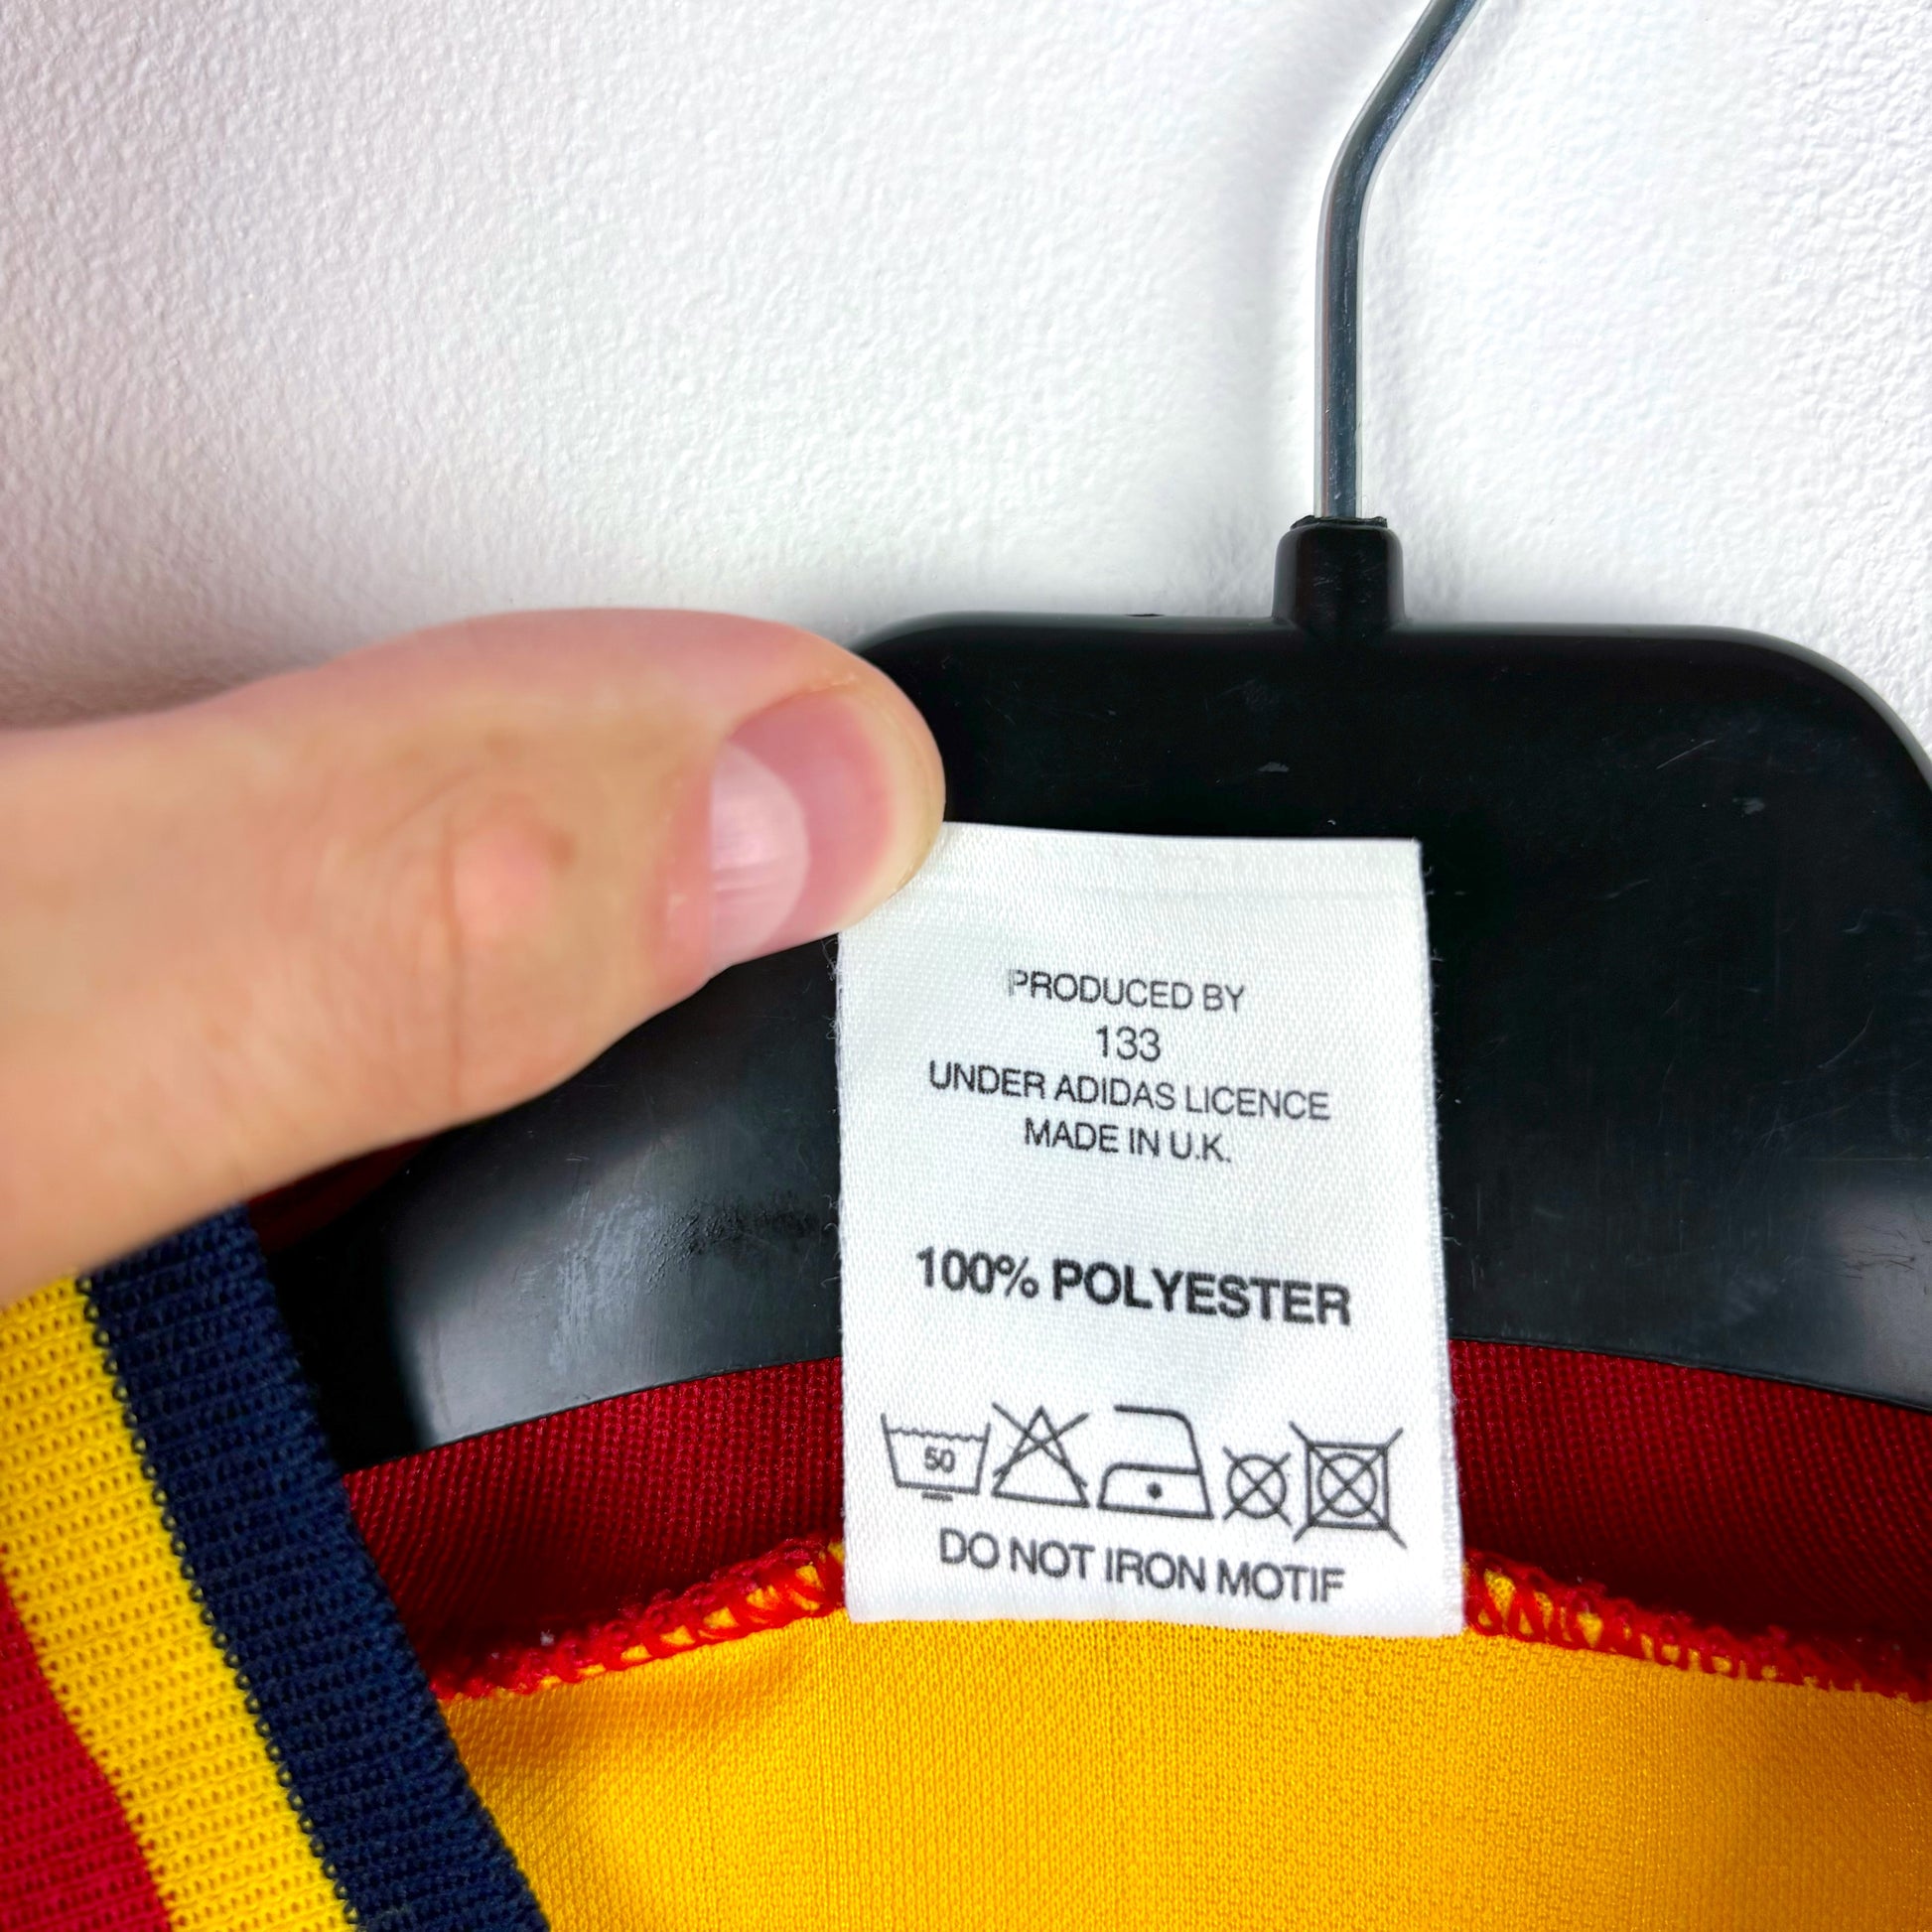 PRODUCED BY
133
UNDER ADIDAS LICENCE
MADE IN U.K.
100% POLYESTER
50
DO NOT IRON MOTIF